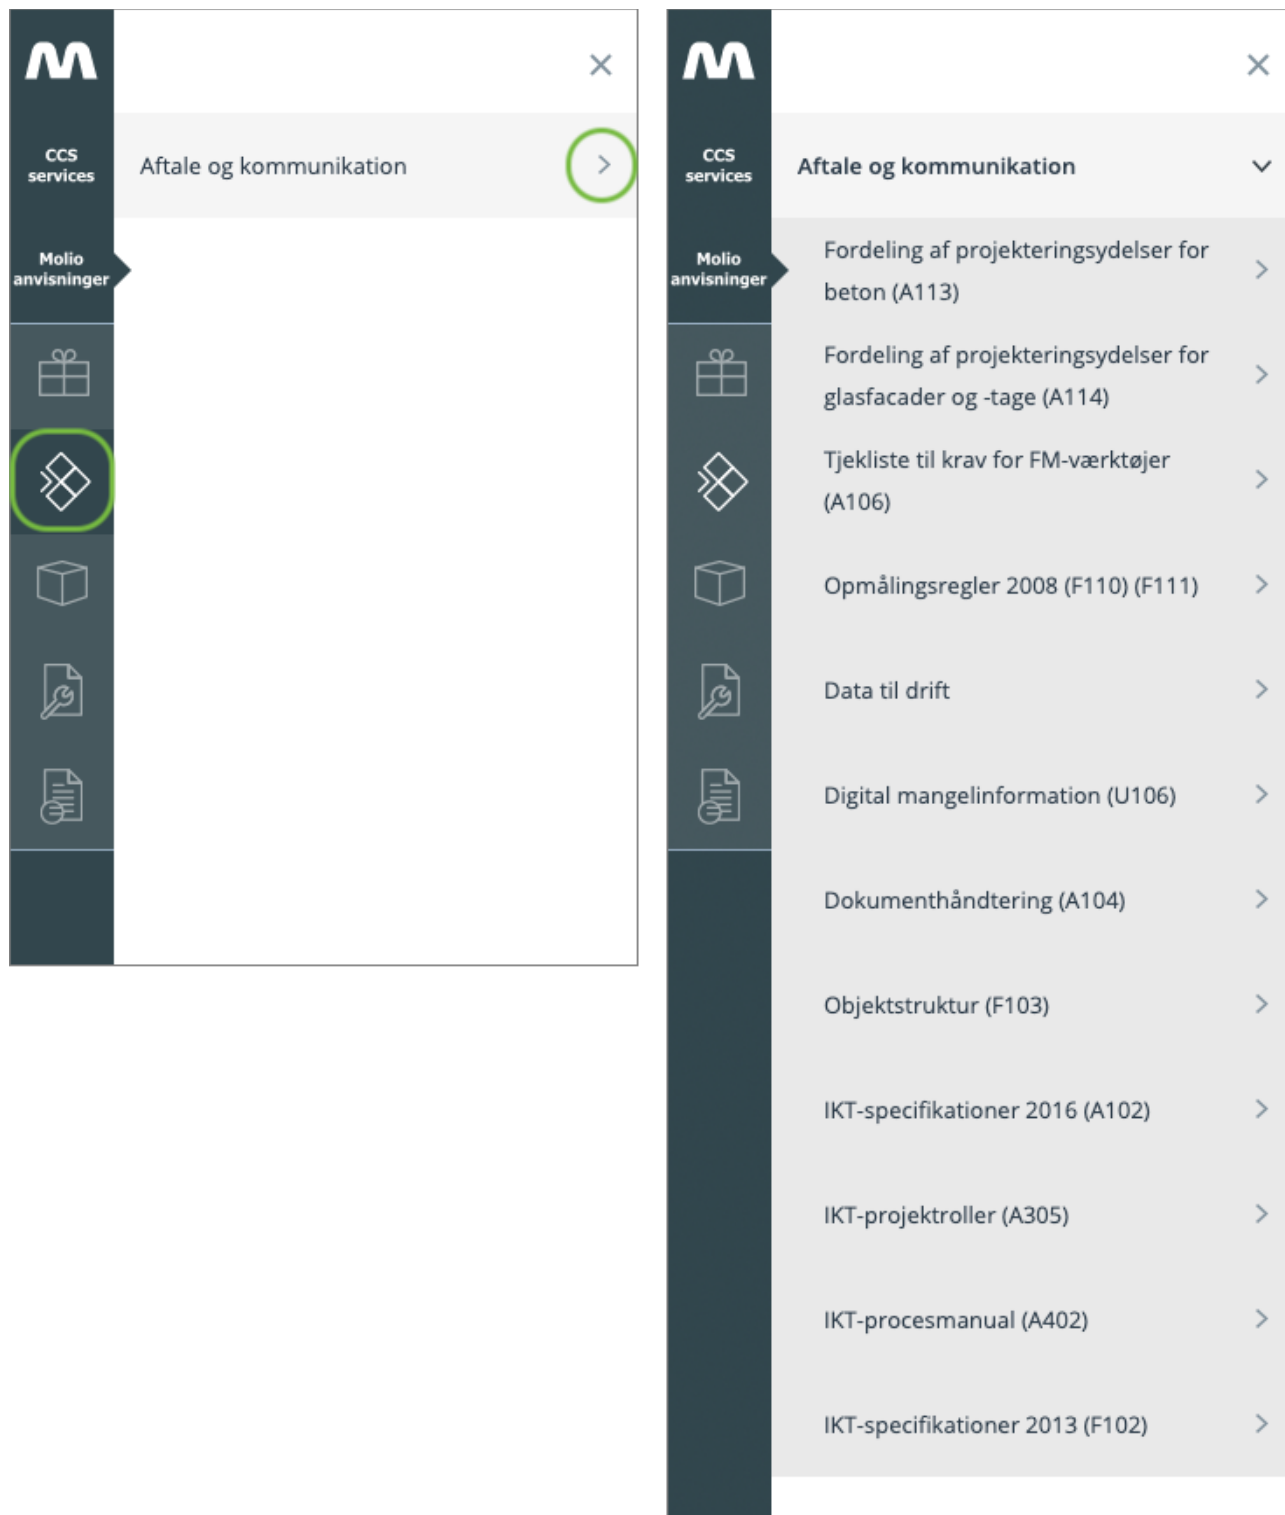 CCS
services
Aftale og kommunikation
Molio
anvisninger
CCS
services
Aftale og kommunikation
Molio
anvisninger
Fordeling af projekteringsydelser for
beton (A113)
Fordeling af projekteringsydelser for
glasfacader og -tage (A114)
Tjekliste til krav for FM-værktøjer
(A106)
Opmålingsregler 2008 (F110) (F111)
Data til drift
Digital mangelinformation (U106)
Dokumenthåndtering (A104)
Objektstruktur (F103)
IKT-specifikationer 2016 (A102)
IKT-projektroller (A305)
IKT-procesmanual (A402)
IKT-specifikationer 2013 (F102)